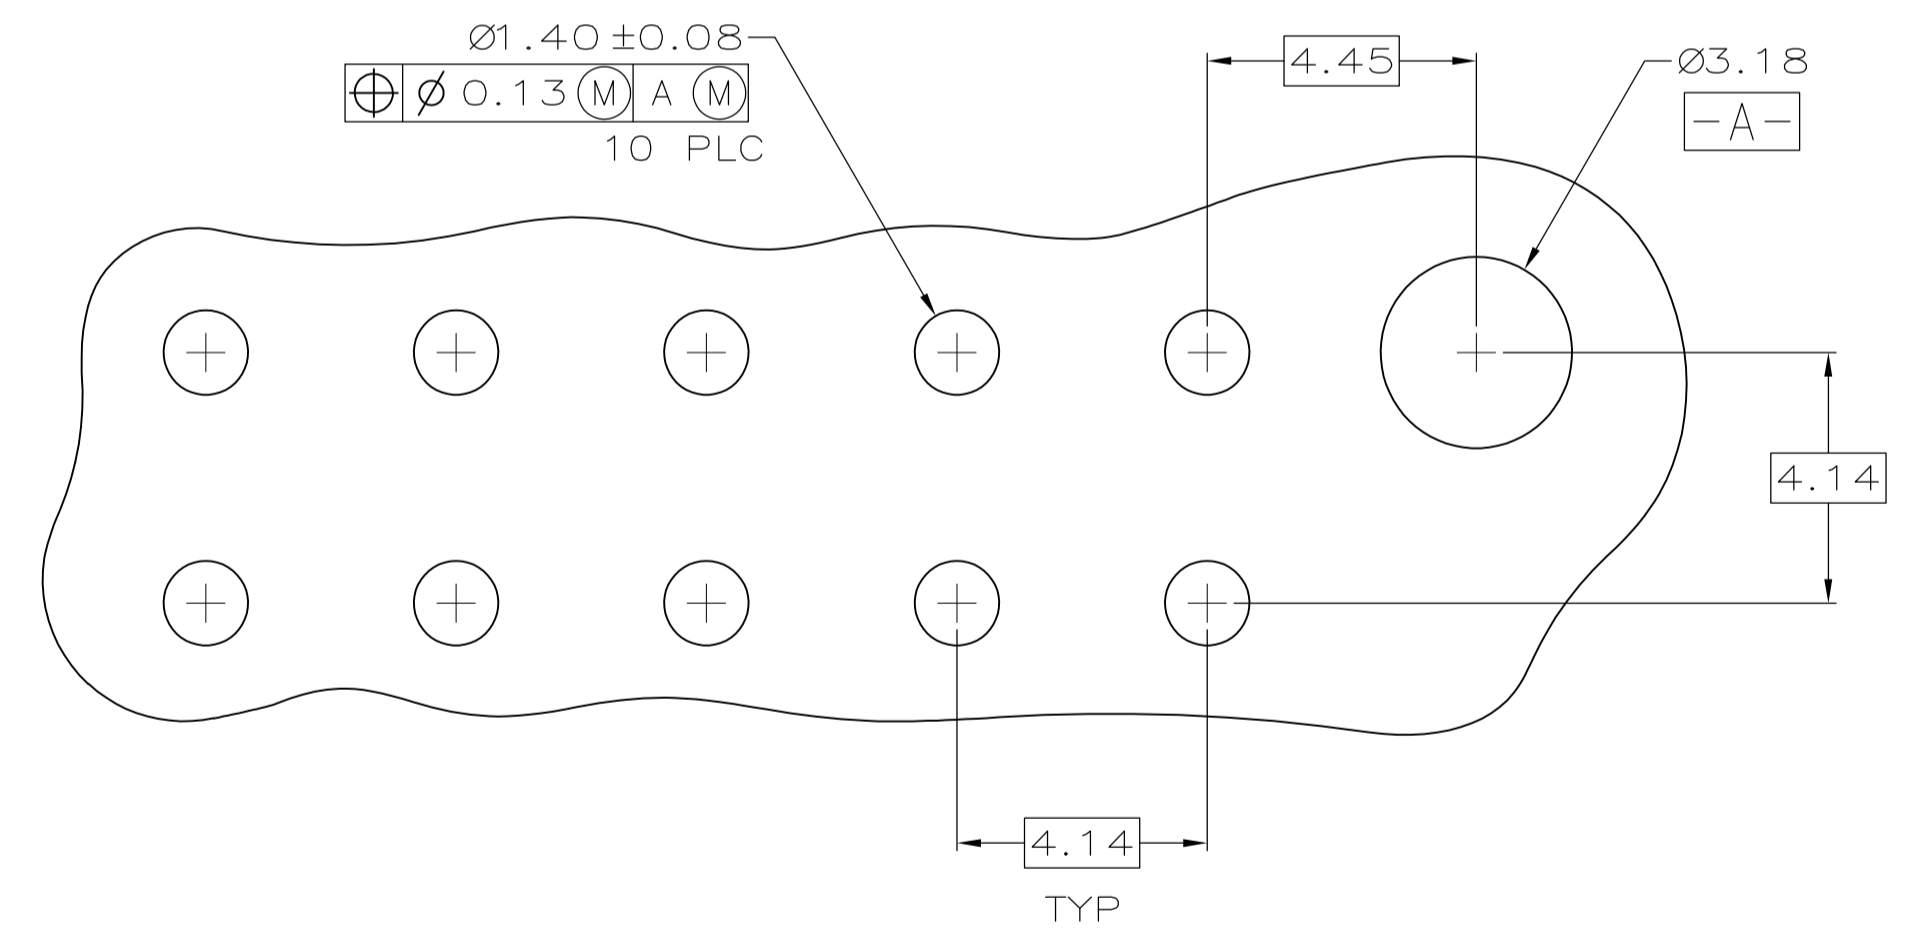 Ø1.40 ±0.08
⌖ Ø 0.13 Ⓜ A Ⓜ
10 PLC
4.45
Ø3.18
-A-
4.14
4.14
TYP